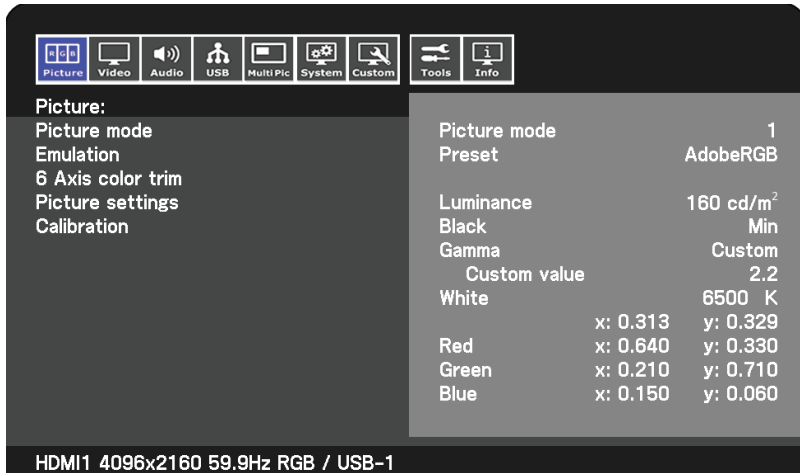 RGB
Picture Video Audio USB Multi Pic System Custom Tools Info
Picture:
Picture mode
Emulation
6 Axis color trim
Picture settings
Calibration
Picture mode 1
Preset AdobeRGB
Luminance 160 cd/m²
Black Min
Gamma Custom
Custom value 2.2
White 6500 K
x: 0.313 y: 0.329
Red x: 0.640 y: 0.330
Green x: 0.210 y: 0.710
Blue x: 0.150 y: 0.060
HDMI1 4096x2160 59.9Hz RGB / USB-1